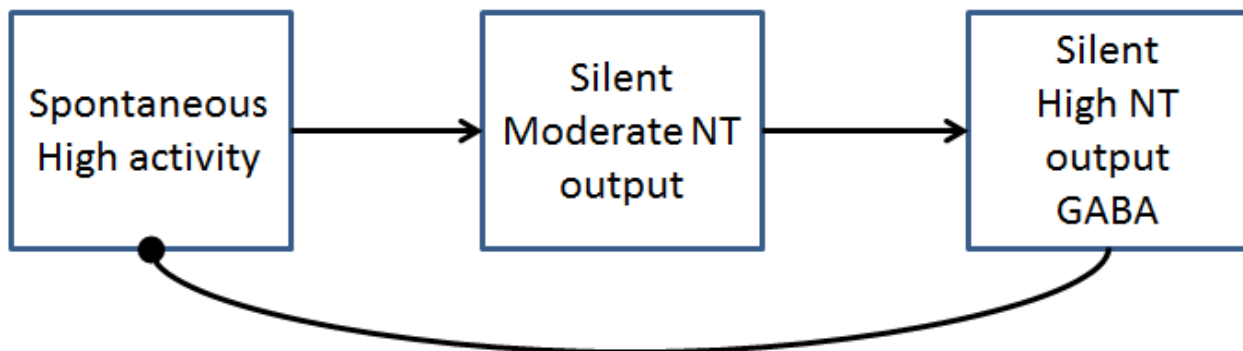 Spontaneous
High activity
Silent
Moderate NT
output
Silent
High NT
output
GABA